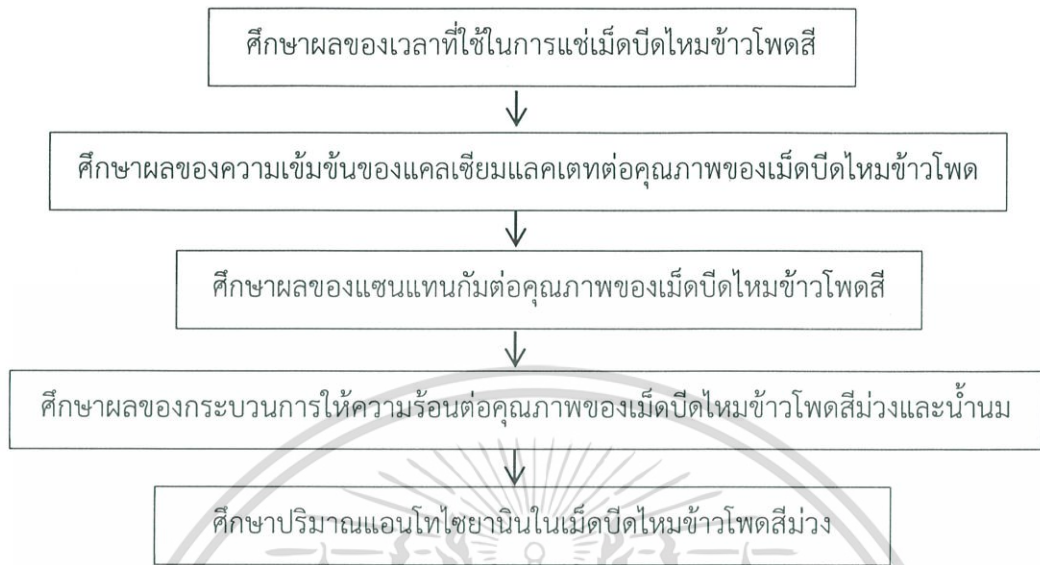 ศึกษาผลของเวลาที่ใช้ในการแช่เม็ดบีดไหมข้าวโพดสี
ศึกษาผลของความเข้มข้นของแคลเซียมแลคเตทต่อคุณภาพของเม็ดบีดไหมข้าวโพด
ศึกษาผลของแซนแทนกัมต่อคุณภาพของเม็ดบีดไหมข้าวโพดสี
ศึกษาผลของกระบวนการให้ความร้อนต่อคุณภาพของเม็ดบีดไหมข้าวโพดสีม่วงและน้ำนม
ศึกษาปริมาณแอนโทไซยานินในเม็ดบีดไหมข้าวโพดสีม่วง